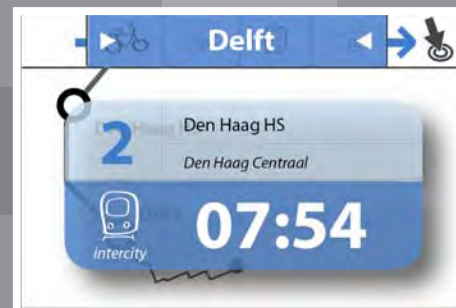 Delft
2
Den Haag HS
Den Haag Centraal
07:54
intercity